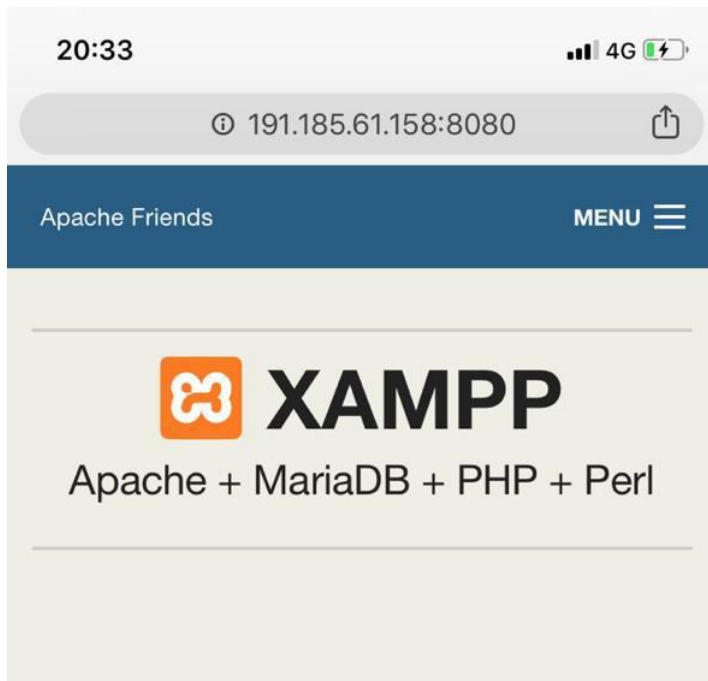 20:33 4G
191.185.61.158:8080
Apache Friends MENU
XAMPP
Apache + MariaDB + PHP + Perl